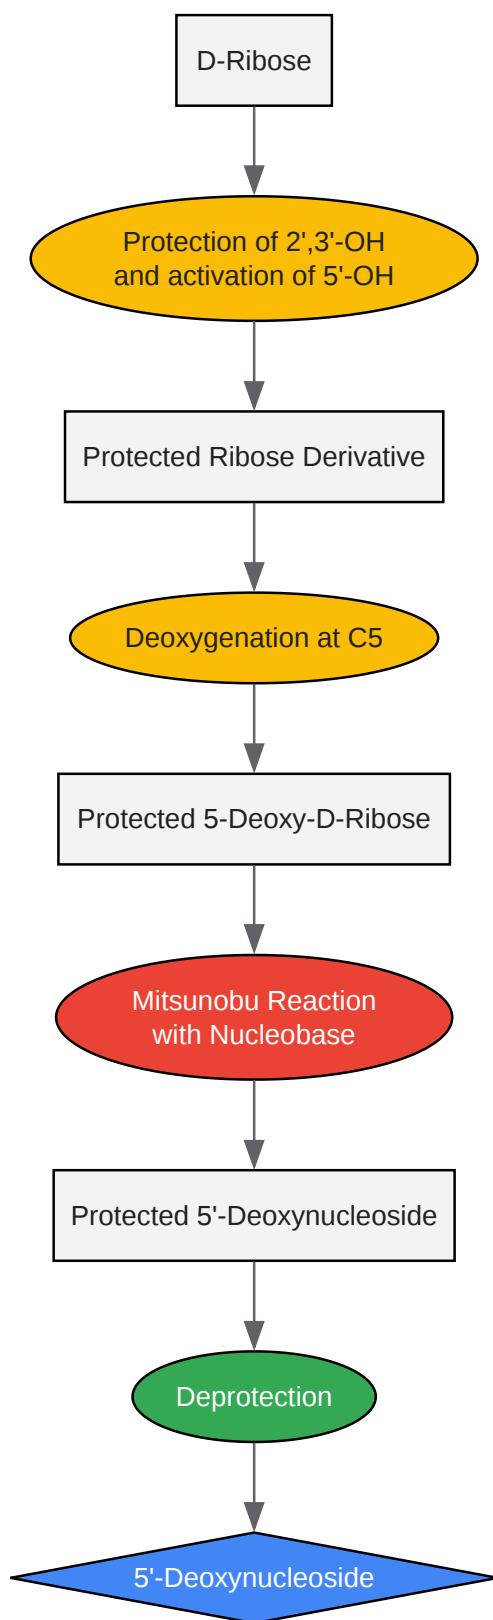 D-Ribose
Protection of 2',3'-OH
and activation of 5'-OH
Protected Ribose Derivative
Deoxygenation at C5
Protected 5-Deoxy-D-Ribose
Mitsunobu Reaction
with Nucleobase
Protected 5'-Deoxynucleoside
Deprotection
5'-Deoxynucleoside